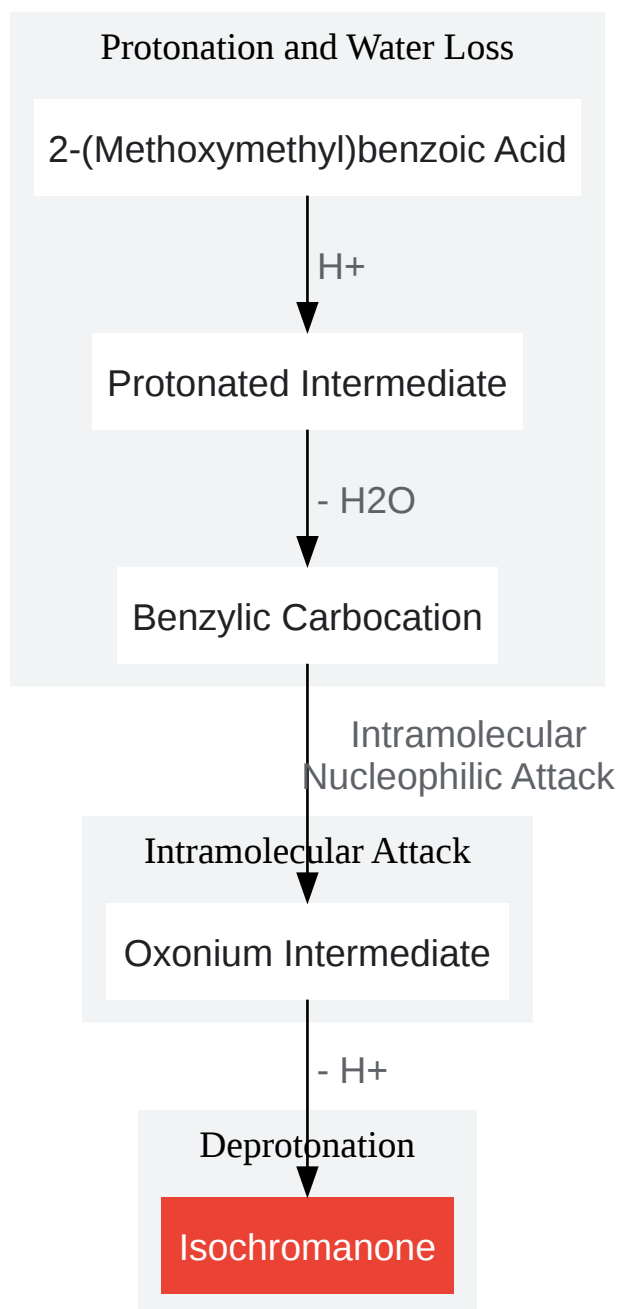 Protonation and Water Loss
2-(Methoxymethyl)benzoic Acid
H+
Protonated Intermediate
- H2O
Benzylic Carbocation
Intramolecular
Nucleophilic Attack
Intramolecular Attack
Oxonium Intermediate
- H+
Deprotonation
Isochromanone